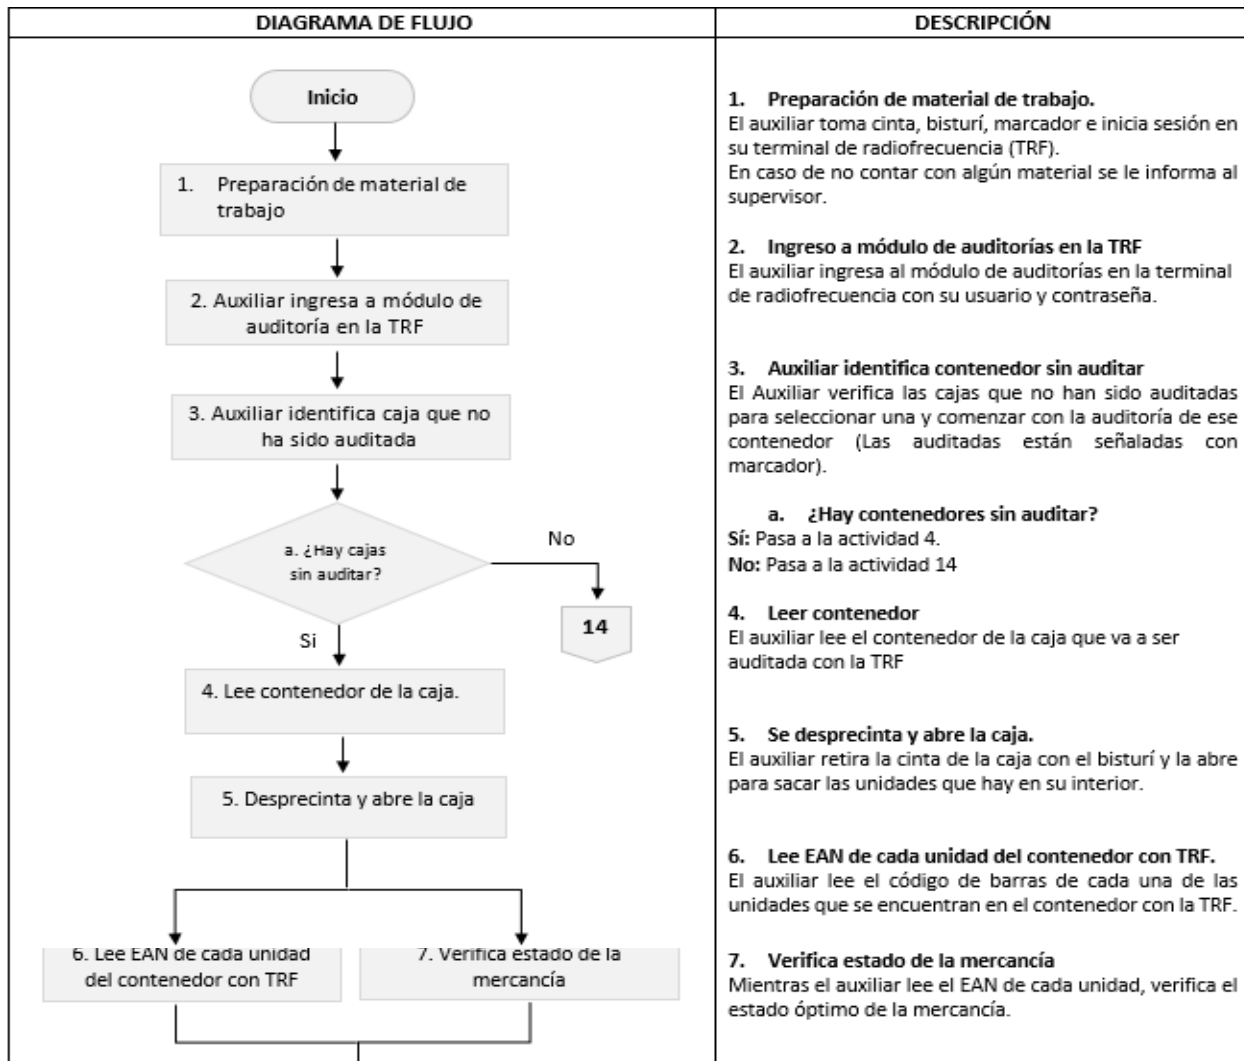 DIAGRAMA DE FLUJO
Inicio
1. Preparación de material de
trabajo
2. Auxiliar ingresa a módulo de
auditoría en la TRF
3. Auxiliar identifica caja que no
ha sido auditada
a. ¿Hay cajas
sin auditar?
No
14
Si
4. Lee contenedor de la caja.
5. Desprecinta y abre la caja
6. Lee EAN de cada unidad
del contenedor con TRF
7. Verifica estado de la
mercancía
DESCRIPCIÓN
1. Preparación de material de trabajo.
El auxiliar toma cinta, bisturí, marcador e inicia sesión en
su terminal de radiofrecuencia (TRF).
En caso de no contar con algún material se le informa al
supervisor.
2. Ingreso a módulo de auditorías en la TRF
El auxiliar ingresa al módulo de auditorías en la terminal
de radiofrecuencia con su usuario y contraseña.
3. Auxiliar identifica contenedor sin auditar
El Auxiliar verifica las cajas que no han sido auditadas
para seleccionar una y comenzar con la auditoría de ese
contenedor (Las auditadas están señaladas con
marcador).
a. ¿Hay contenedores sin auditar?
Sí: Pasa a la actividad 4.
No: Pasa a la actividad 14
4. Leer contenedor
El auxiliar lee el contenedor de la caja que va a ser
auditada con la TRF
5. Se desprecinta y abre la caja.
El auxiliar retira la cinta de la caja con el bisturí y la abre
para sacar las unidades que hay en su interior.
6. Lee EAN de cada unidad del contenedor con TRF.
El auxiliar lee el código de barras de cada una de las
unidades que se encuentran en el contenedor con la TRF.
7. Verifica estado de la mercancía
Mientras el auxiliar lee el EAN de cada unidad, verifica el
estado óptimo de la mercancía.